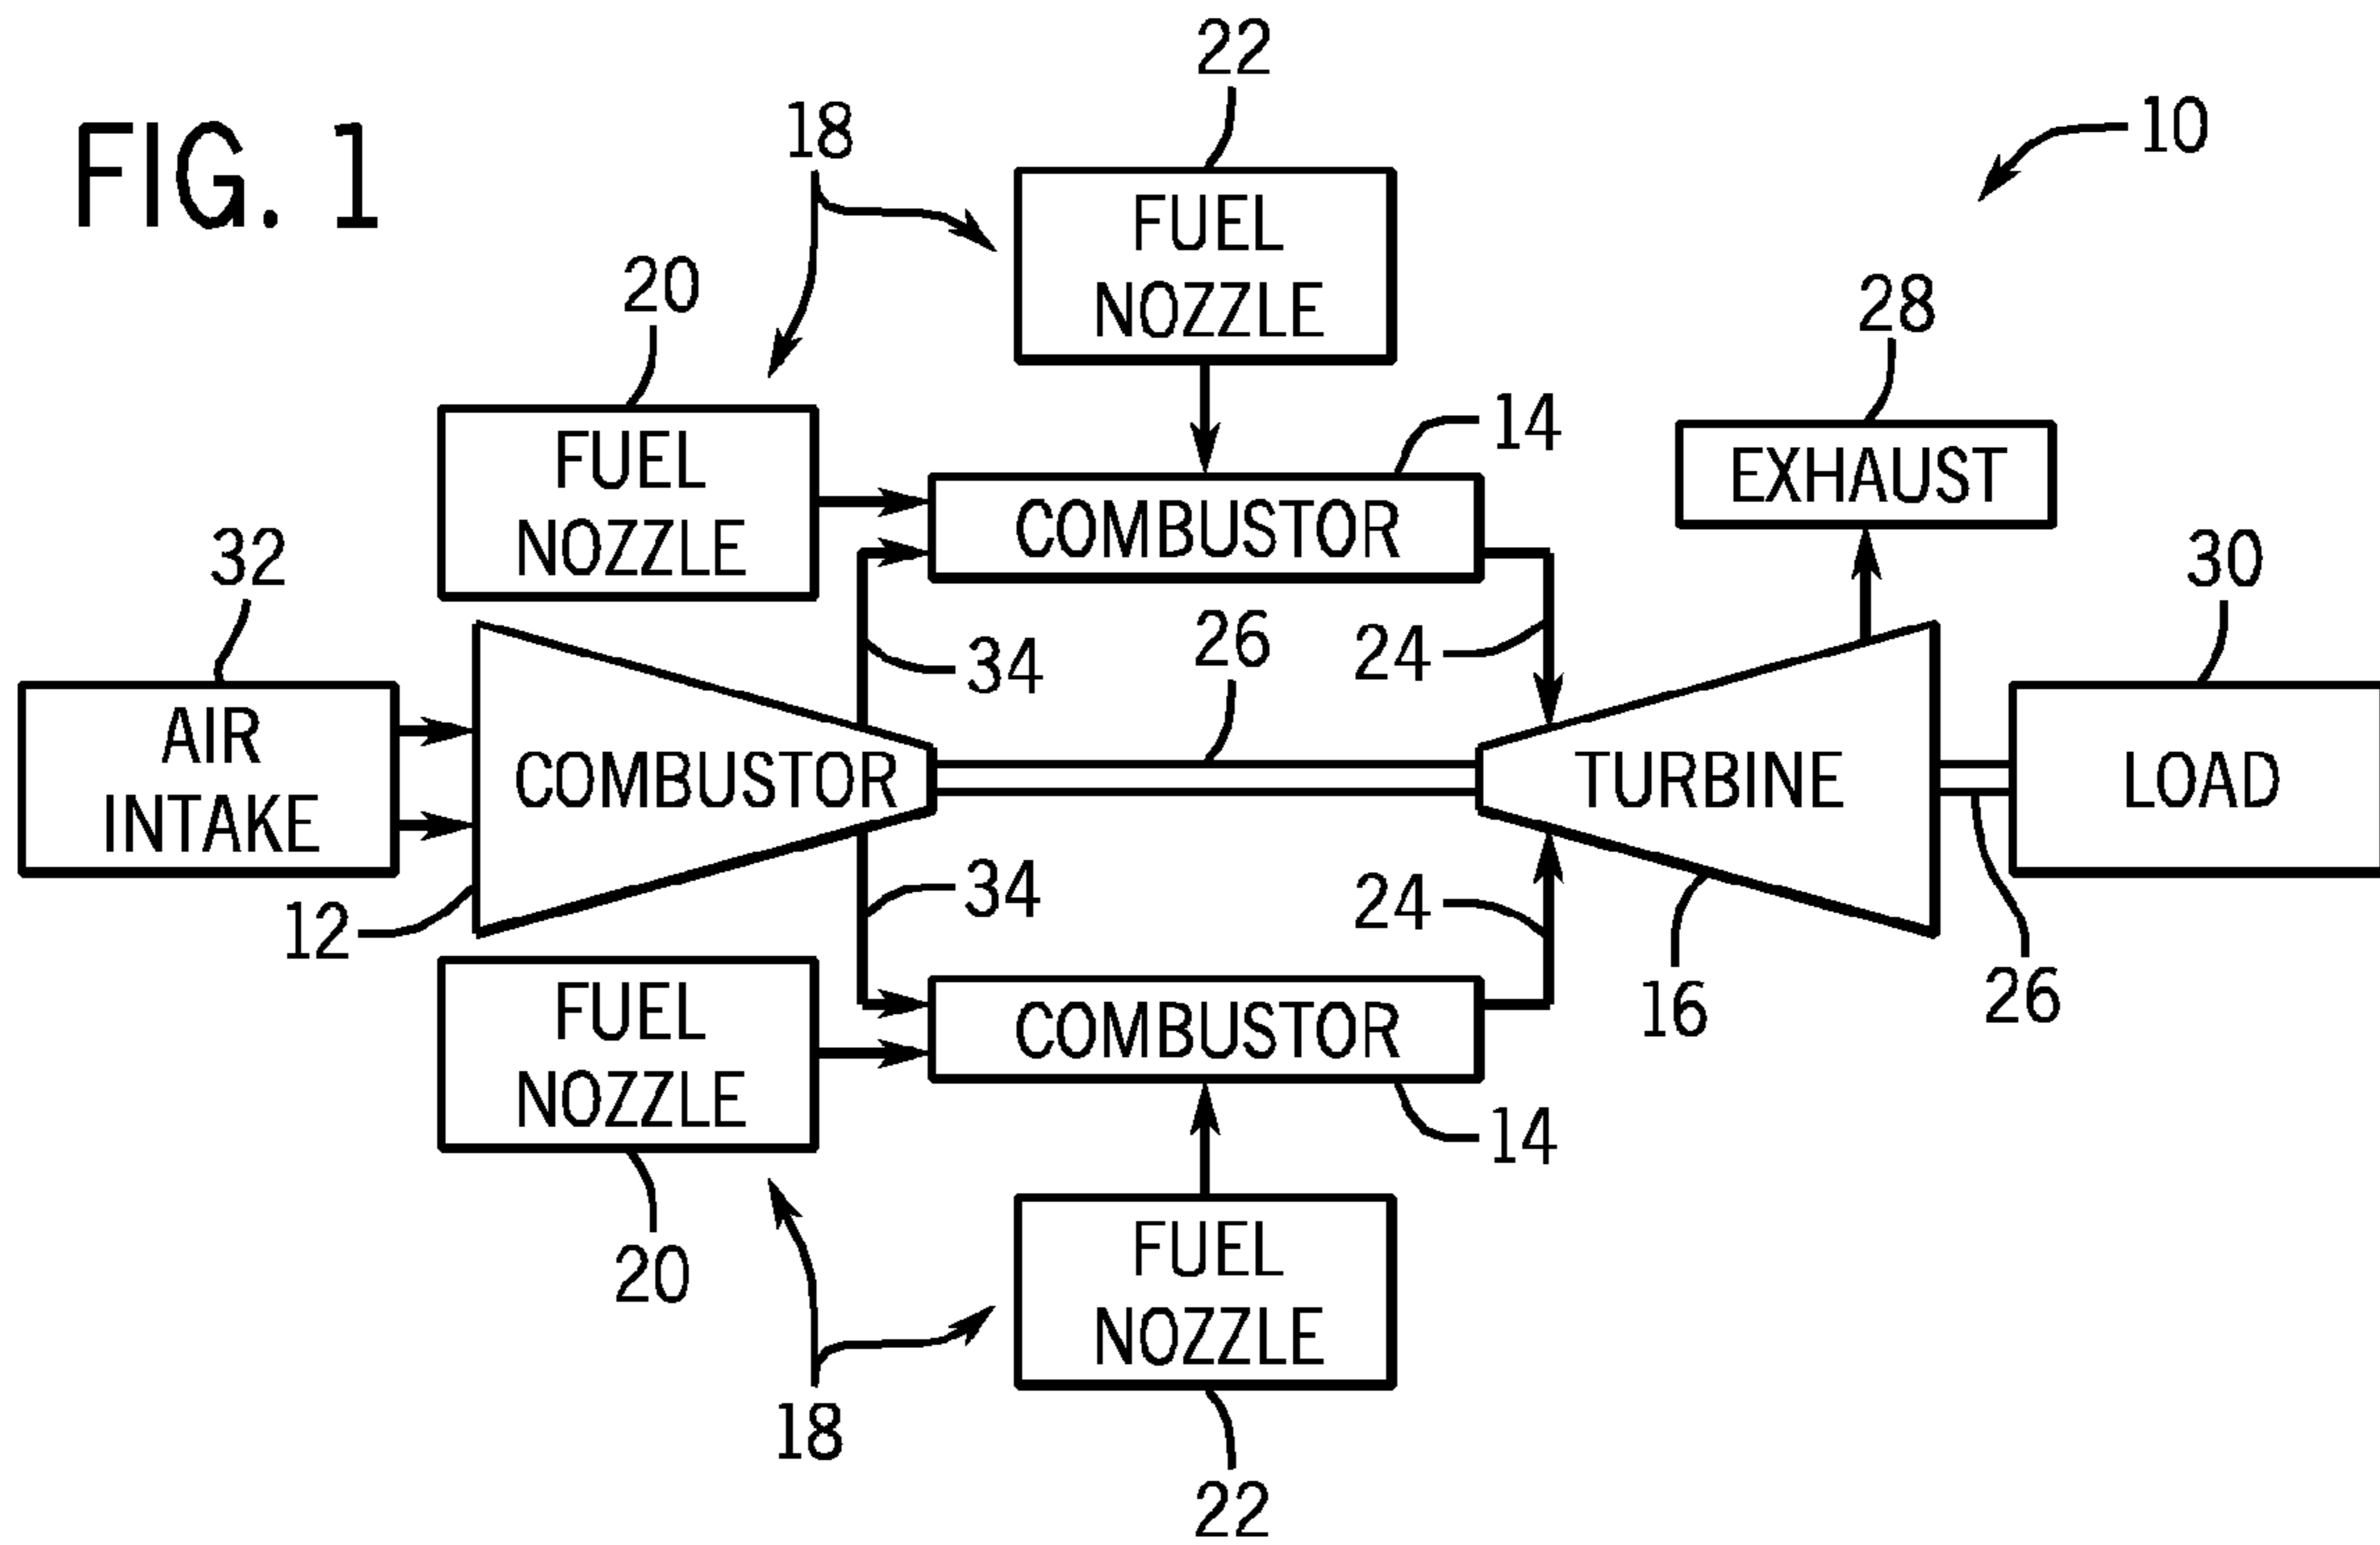 FIG. 1
22
18
10
FUEL
NOZZLE
20
28
FUEL
NOZZLE
14
COMBUSTOR
EXHAUST
32
30
34
26
24
AIR
INTAKE
COMBUSTOR
TURBINE
LOAD
12
34
24
16
26
FUEL
NOZZLE
COMBUSTOR
14
20
FUEL
NOZZLE
18
22